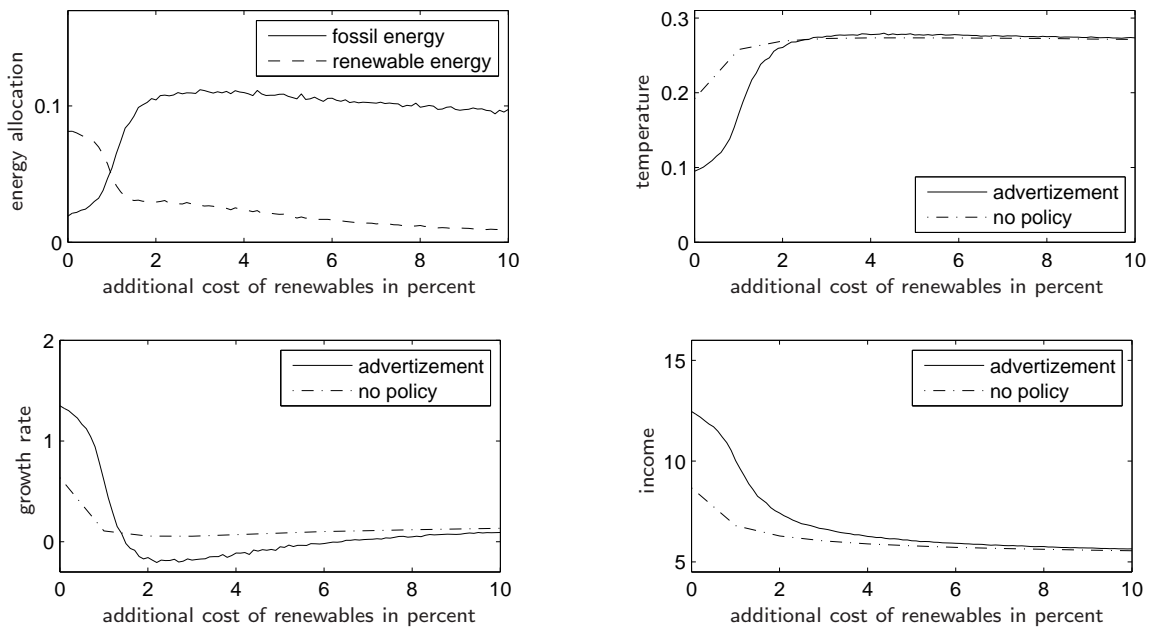 energy allocation
0.1
0
fossil energy
renewable energy
0 2 4 6 8 10
additional cost of renewables in percent
temperature
0.3
0.2
0.1
0
advertizement
no policy
0 2 4 6 8 10
additional cost of renewables in percent
growth rate
2
1
0
advertizement
no policy
0 2 4 6 8 10
additional cost of renewables in percent
income
15
10
5
advertizement
no policy
0 2 4 6 8 10
additional cost of renewables in percent